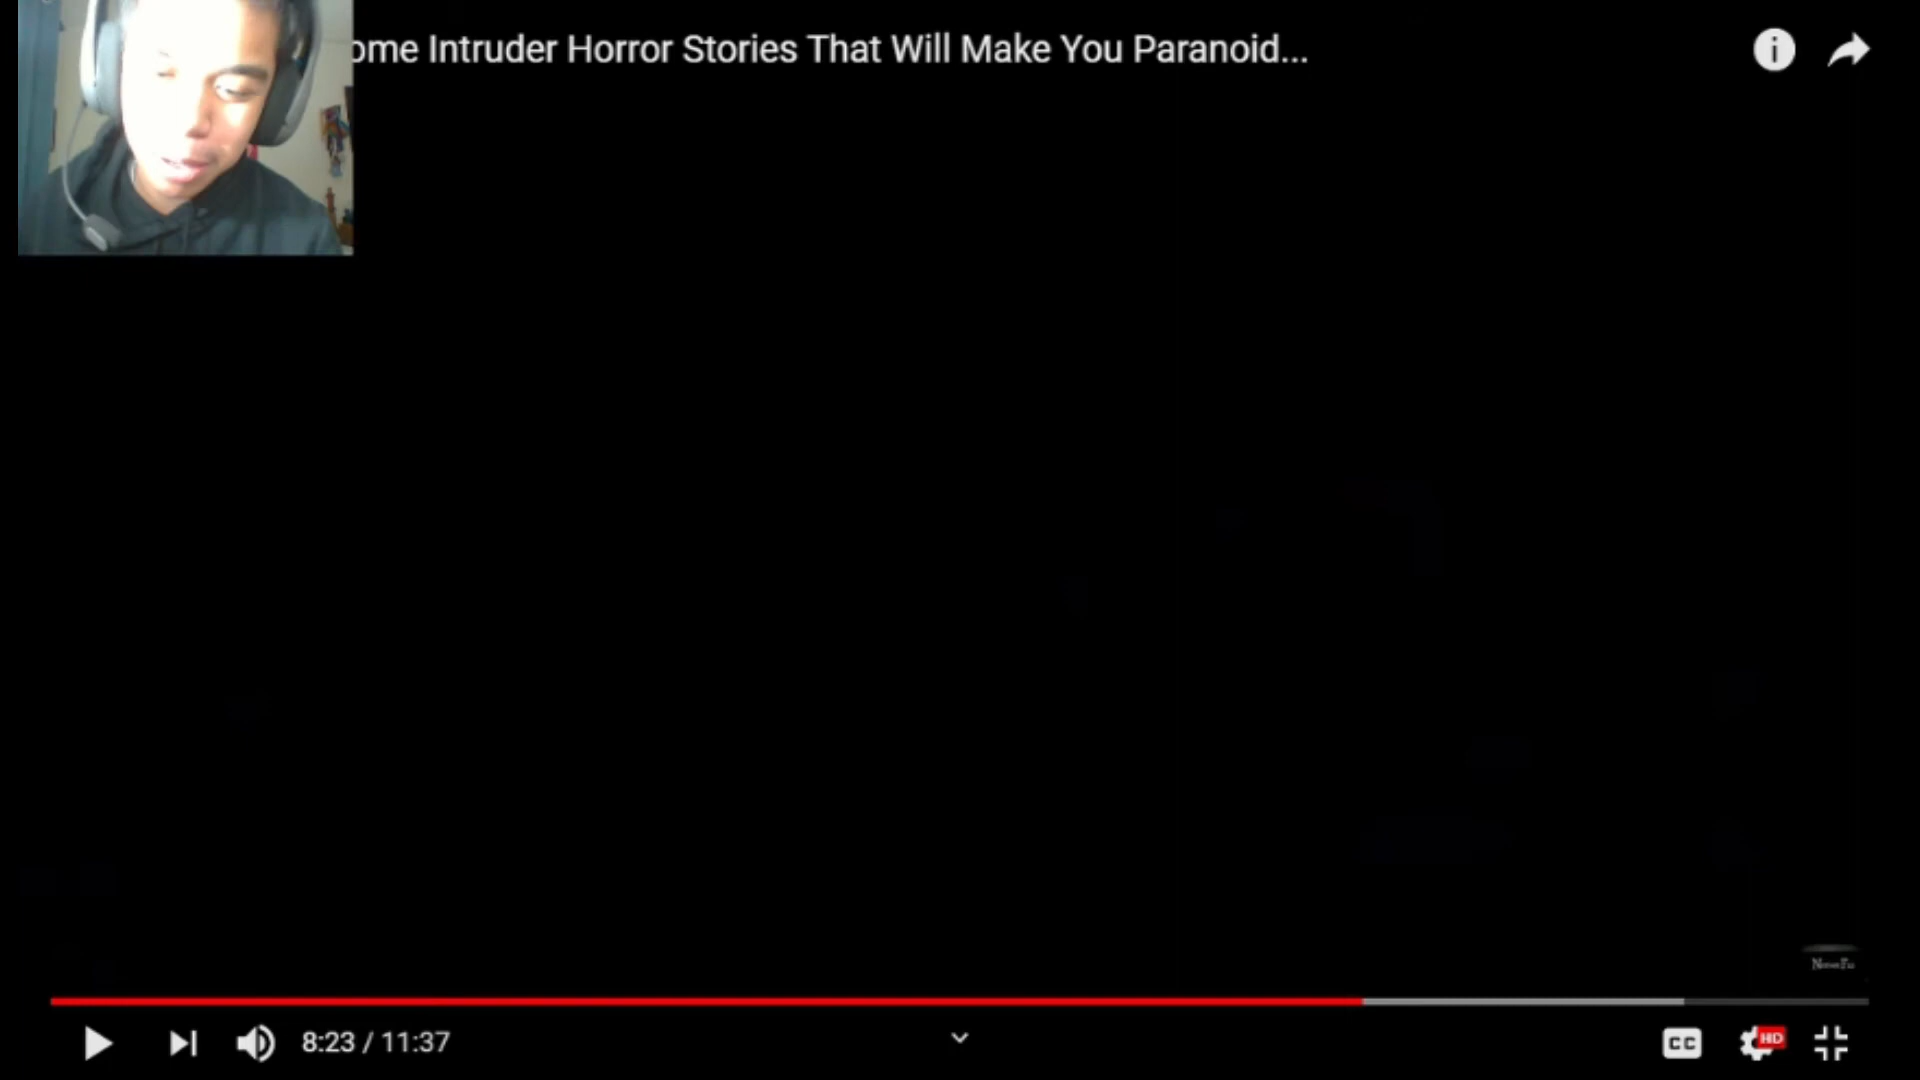 ome Intruder Horror Stories That Will Make You Paranoid...
8:23 / 11:37
CC
HD